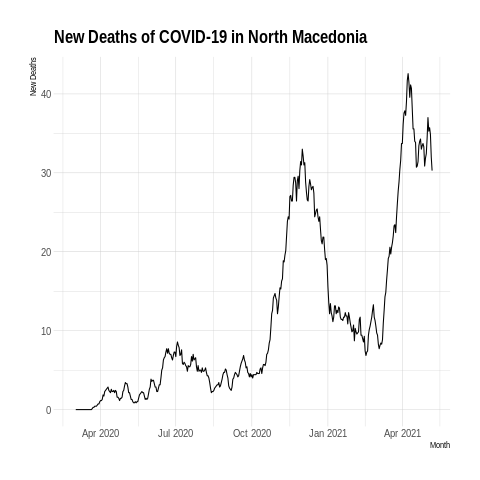 New Deaths of COVID-19 in North Macedonia
New Deaths
40
30
20
10
0
Apr 2020 Jul 2020 Oct 2020 Jan 2021 Apr 2021
Month